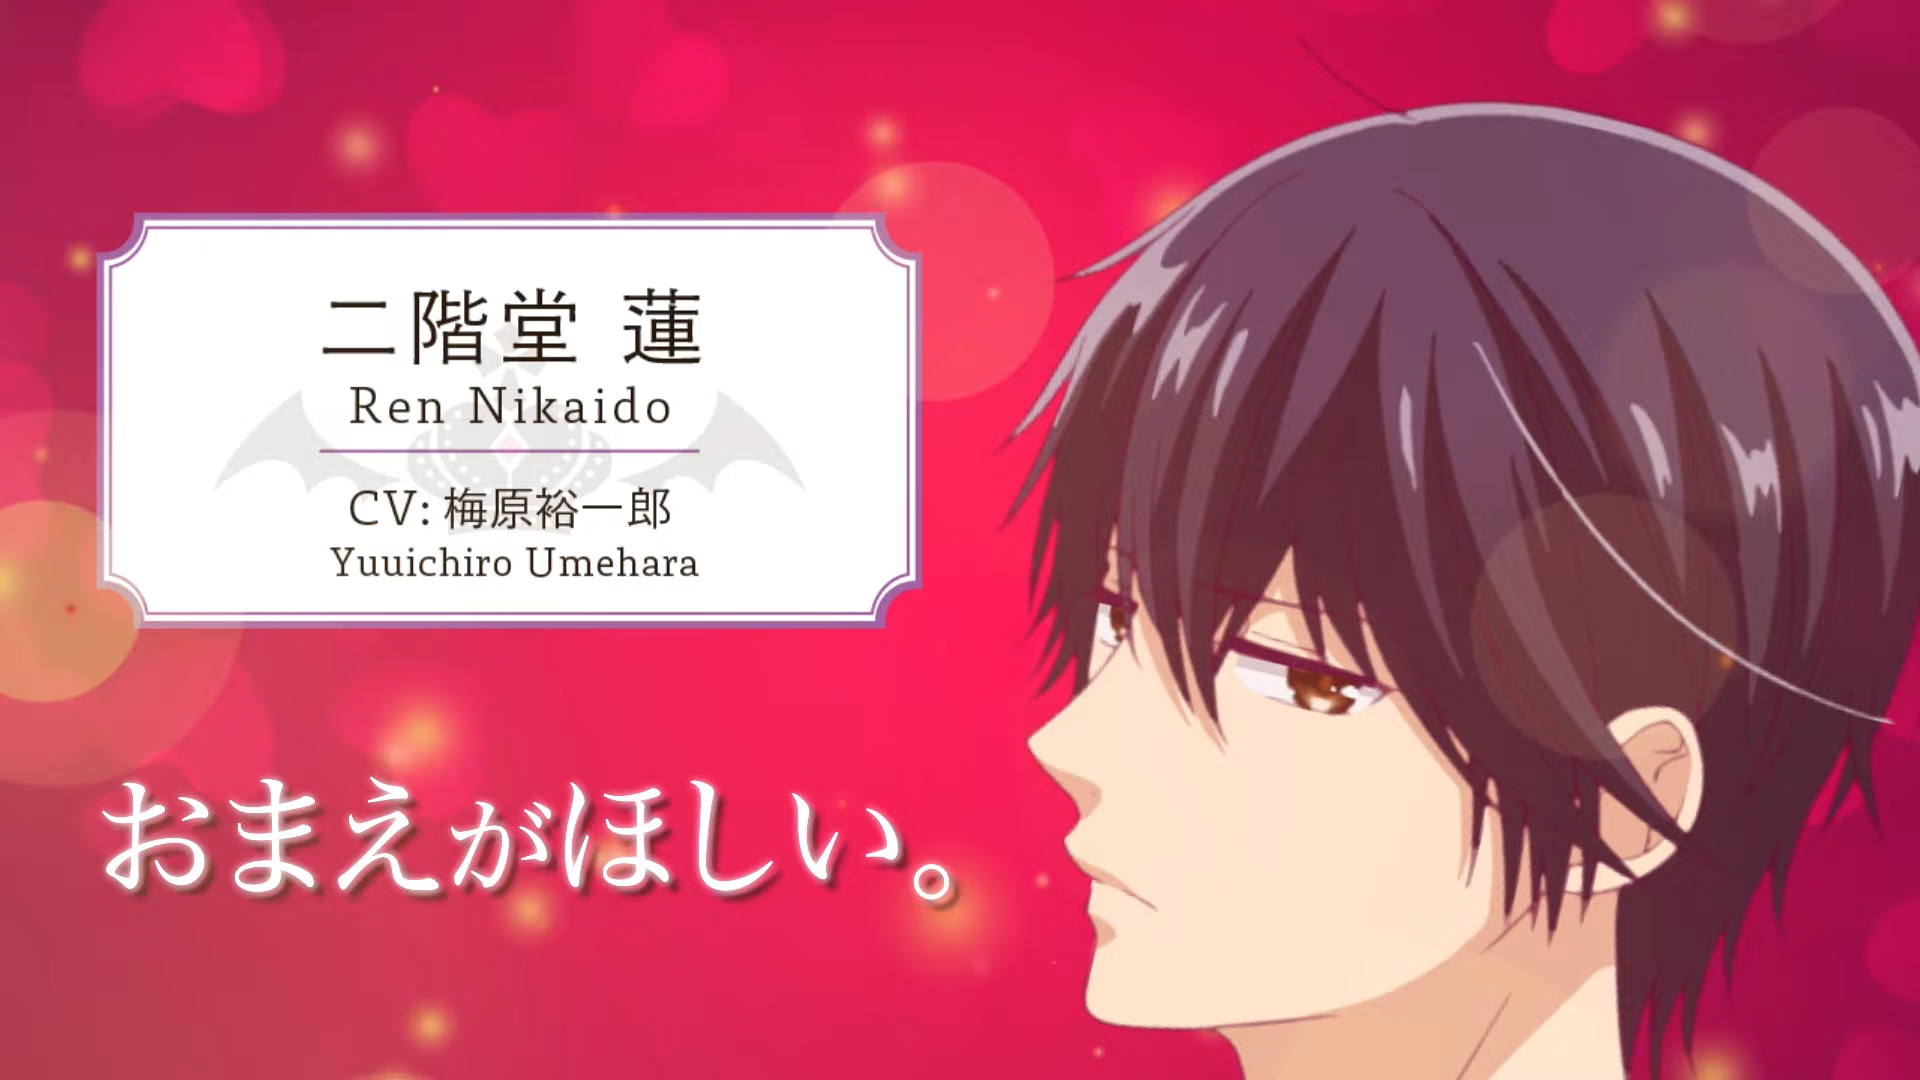 二階堂 蓮
Ren Nikaido
CV: 梅原裕一郎
Yuuichiro Umehara
おまえがほしい。